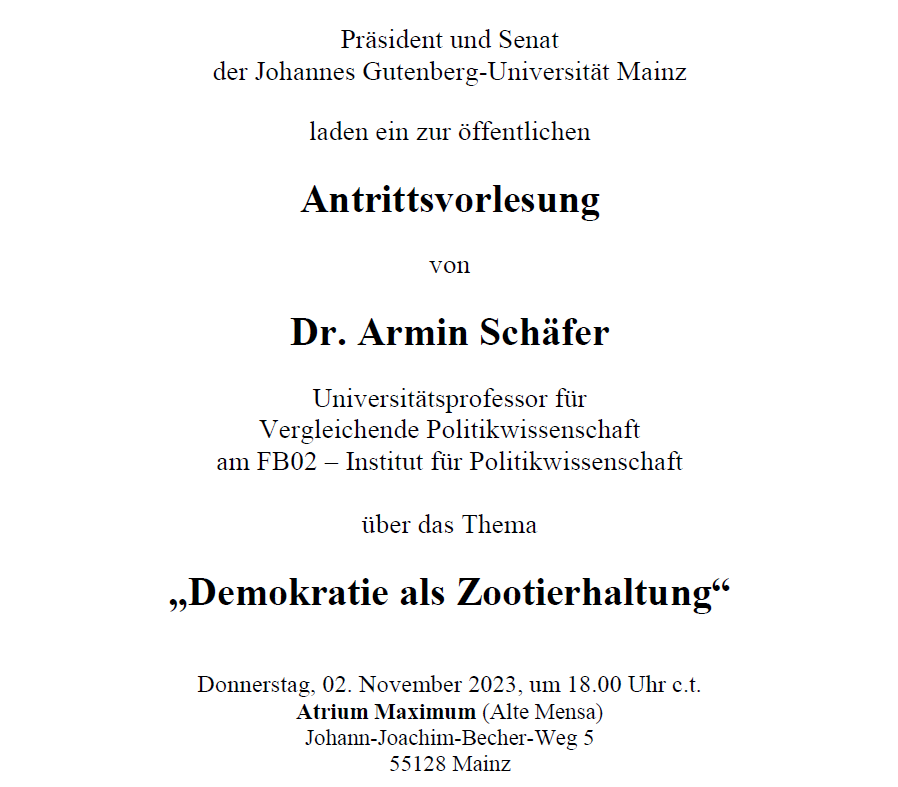 Präsident und Senat
der Johannes Gutenberg-Universität Mainz
laden ein zur öffentlichen
Antrittsvorlesung
von
Dr. Armin Schäfer
Universitätsprofessor für
Vergleichende Politikwissenschaft
am FB02 – Institut für Politikwissenschaft
über das Thema
„Demokratie als Zootierhaltung“
Donnerstag, 02. November 2023, um 18.00 Uhr c.t.
Atrium Maximum (Alte Mensa)
Johann-Joachim-Becher-Weg 5
55128 Mainz